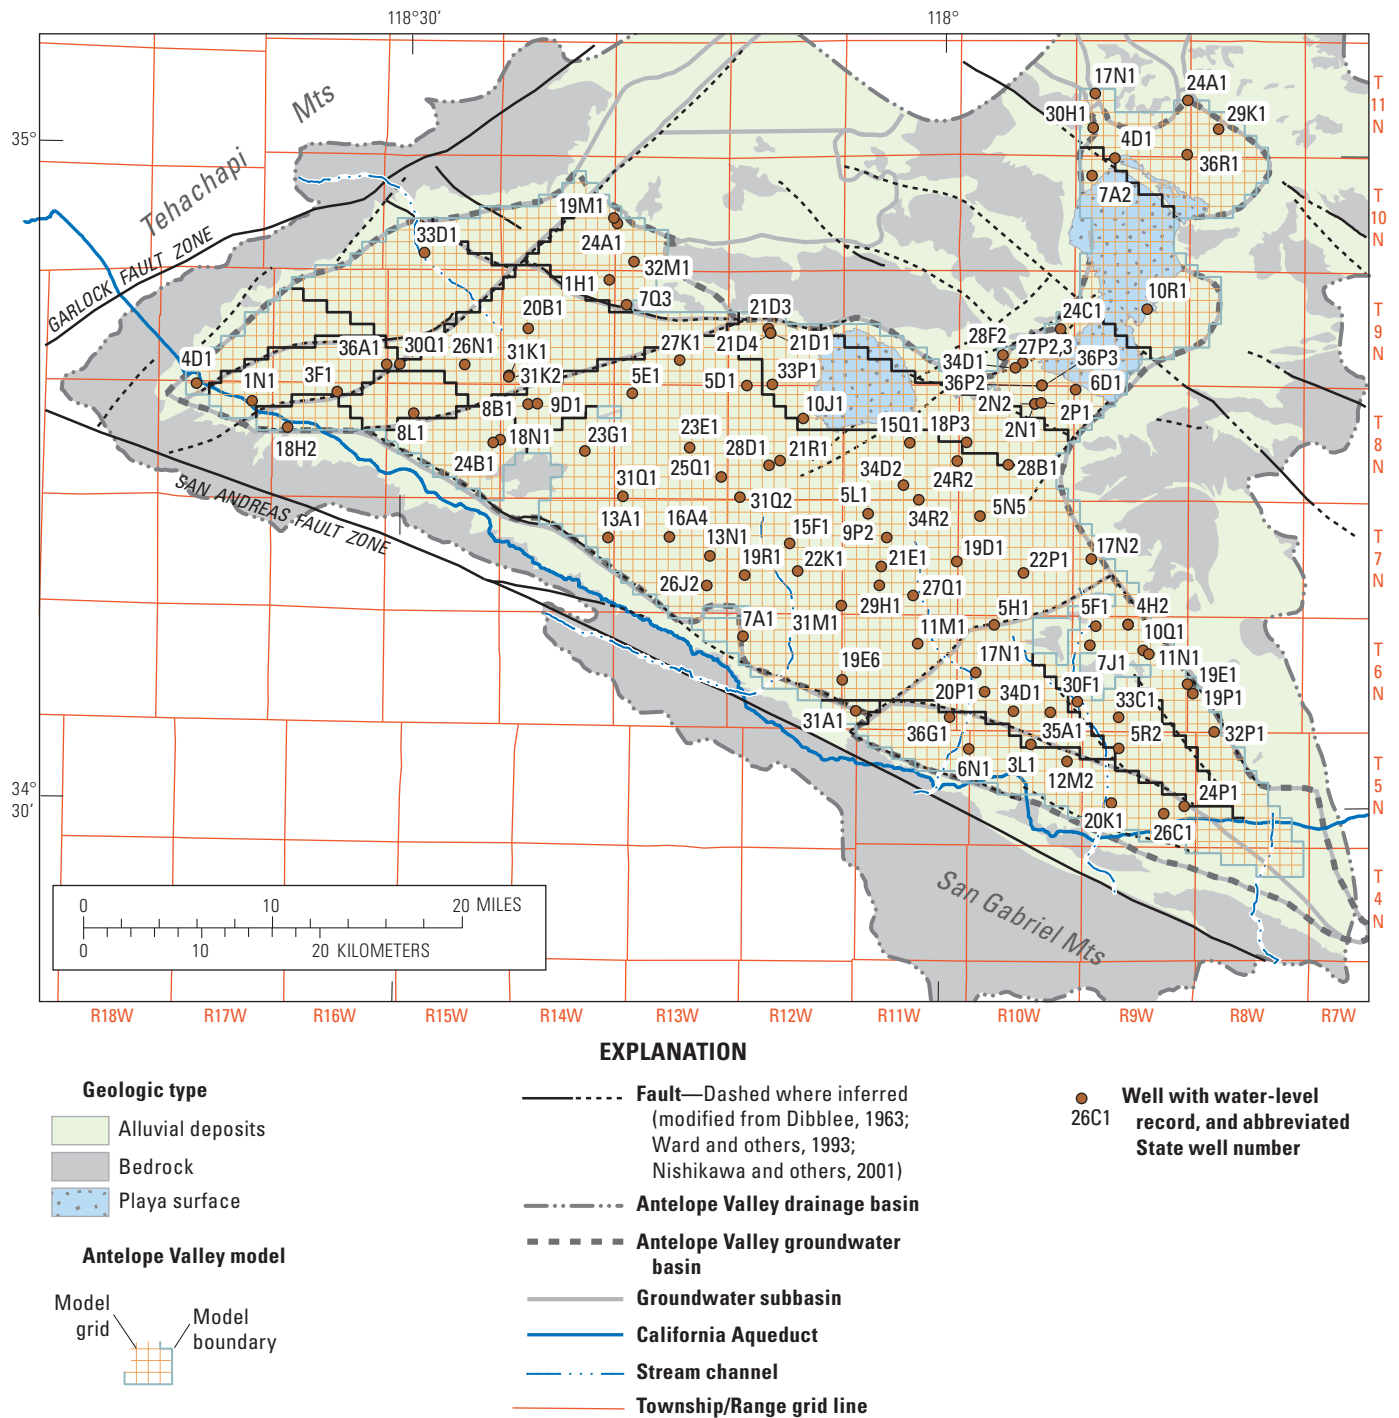 118°30'
118°
35°
34°
30'
Tehachapi
Mts
GARLOCK FAULT ZONE
SAN ANDREAS FAULT ZONE
San Gabriel Mts
T
11
N
T
10
N
T
9
N
T
8
N
T
7
N
T
6
N
T
5
N
T
4
N
17N1
24A1
30H1
29K1
4D1
36R1
7A2
19M1
24A1
33D1
32M1
1H1
7Q3
10R1
20B1
21D3
24C1
28F2
27P2,3
36A1
30Q1
26N1
31K1
27K1
21D4
21D1
34D1
36P3
4D1
1N1
3F1
31K2
5E1
5D1
33P1
36P2
6D1
8B1
9D1
10J1
2N2
2P1
18H2
8L1
18N1
23G1
23E1
28D1
21R1
15Q1
18P3
2N1
24B1
25Q1
34D2
24R2
28B1
31Q1
31Q2
5L1
34R2
5N5
13A1
16A4
13N1
15F1
9P2
19R1
22K1
21E1
19D1
22P1
17N2
26J2
29H1
27Q1
7A1
31M1
11M1
5H1
5F1
4H2
10Q1
19E6
17N1
7J1
11N1
20P1
34D1
30F1
33C1
19E1
19P1
31A1
36G1
35A1
5R2
32P1
6N1
3L1
12M2
24P1
20K1
26C1
0 10 20 MILES
0 10 20 KILOMETERS
R18W R17W R16W R15W R14W R13W R12W R11W R10W R9W R8W R7W
EXPLANATION
Geologic type
Alluvial deposits
Bedrock
Playa surface
Antelope Valley model
Model
grid
Model
boundary
Fault—Dashed where inferred
(modified from Dibblee, 1963;
Ward and others, 1993;
Nishikawa and others, 2001)
Antelope Valley drainage basin
Antelope Valley groundwater
basin
Groundwater subbasin
California Aqueduct
Stream channel
Township/Range grid line
26C1
Well with water-level
record, and abbreviated
State well number